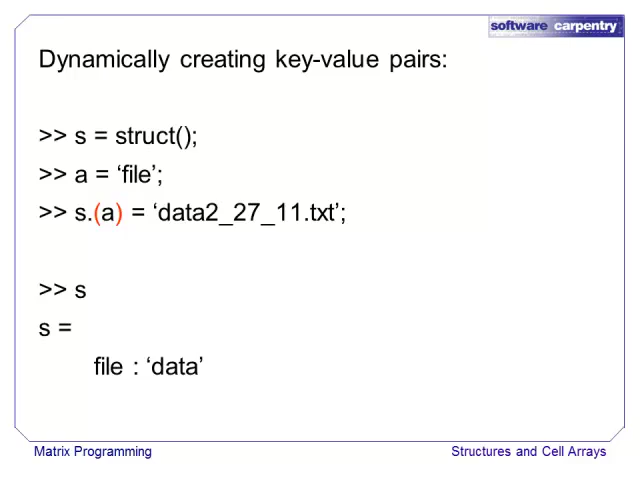 software carpentry
Dynamically creating key-value pairs:
>> s = struct();
>> a = ‘file’;
>> s.(a) = ‘data2_27_11.txt’;
>> s
s =
file : ‘data’
Matrix Programming
Structures and Cell Arrays